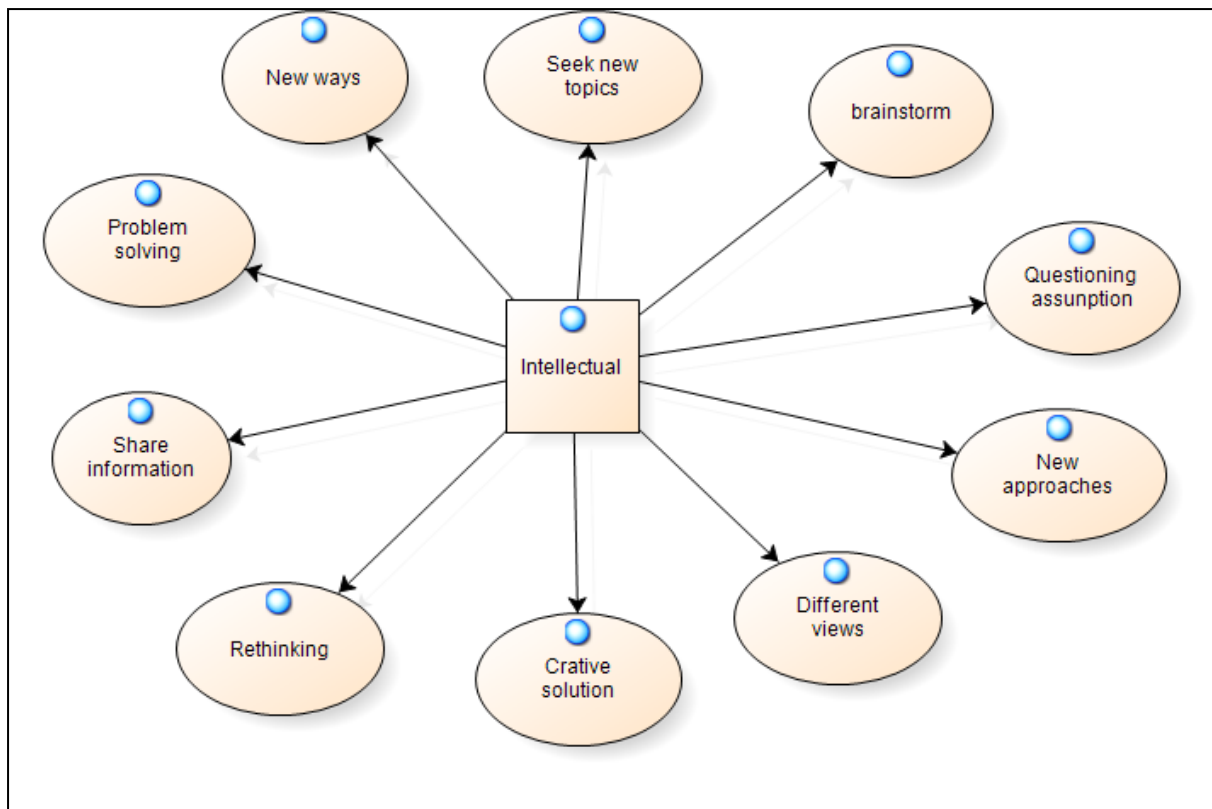 New ways
Seek new
topics
brainstorm
Problem
solving
Questioning
assunption
Intellectual
Share
information
New
approaches
Rethinking
Crative
solution
Different
views